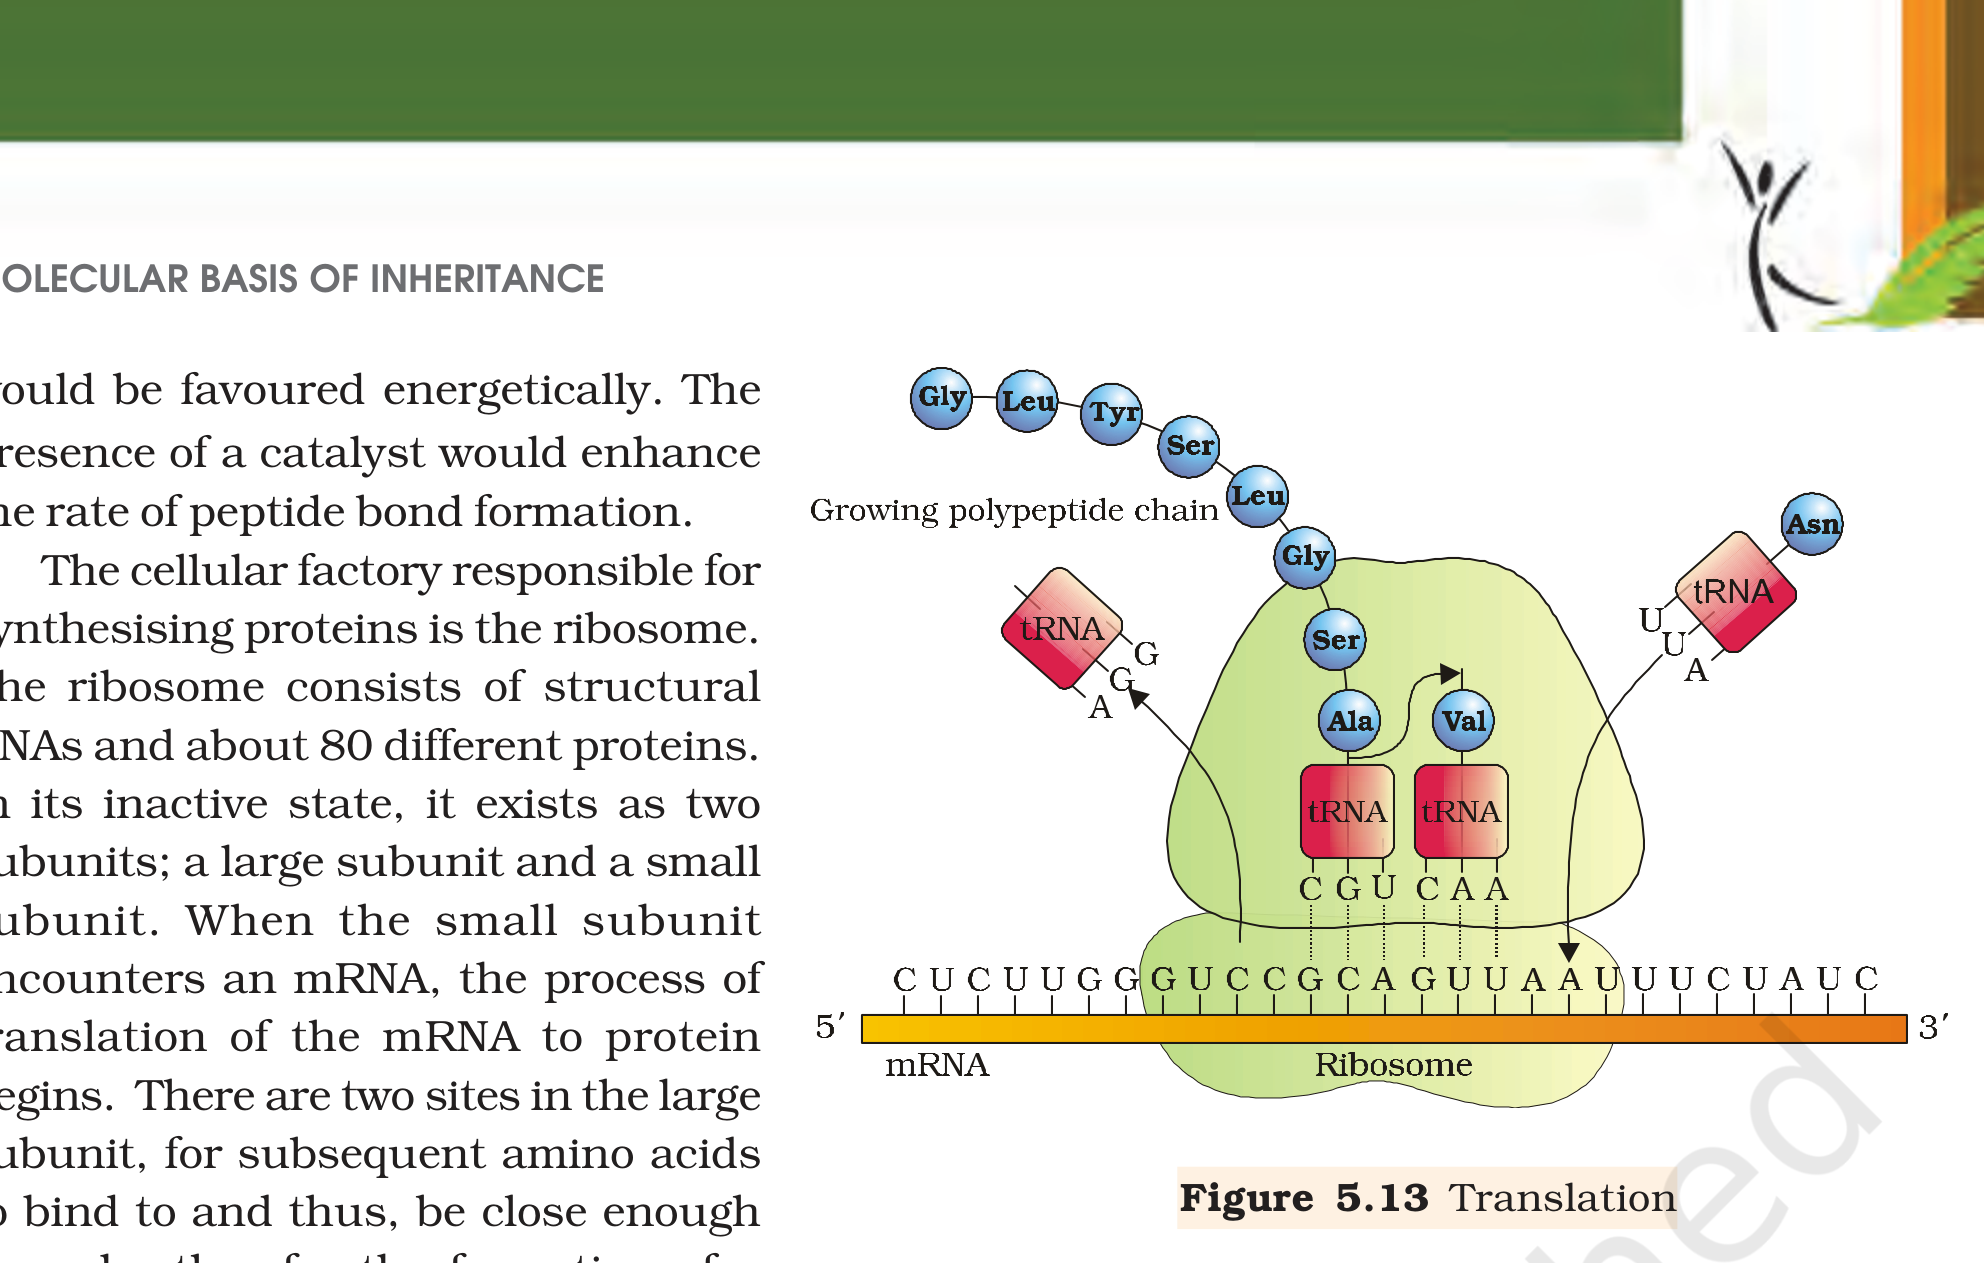 OLECULAR BASIS OF INHERITANCE
ould be favoured energetically. The
resence of a catalyst would enhance
he rate of peptide bond formation.
The cellular factory responsible for
ynthesising proteins is the ribosome.
he ribosome consists of structural
NAs and about 80 different proteins.
n its inactive state, it exists as two
ubunits; a large subunit and a small
ubunit. When the small subunit
encounters an mRNA, the process of
ranslation of the mRNA to protein
egins. There are two sites in the large
ubunit, for subsequent amino acids
o bind to and thus, be close enough
Gly Leu Tyr Ser Leu Gly Ser Ala Val
Growing polypeptide chain
Asn
tRNA
U U A
tRNA
G G A
tRNA tRNA
C G U C A A
C U C U U G G G U C C G C A G U U A A U U U C U A U C
5′ 3′
mRNA Ribosome
Figure 5.13 Translation
hed